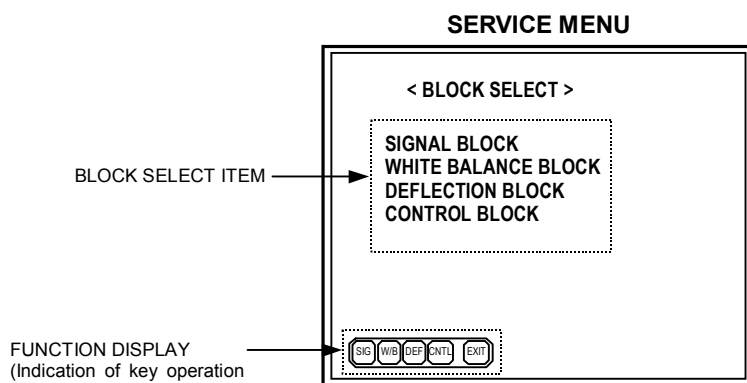 SERVICE MENU
< BLOCK SELECT >
SIGNAL BLOCK
WHITE BALANCE BLOCK
DEFLECTION BLOCK
CONTROL BLOCK
BLOCK SELECT ITEM
SIG W/B DEF CNTL EXIT
FUNCTION DISPLAY
(Indication of key operation